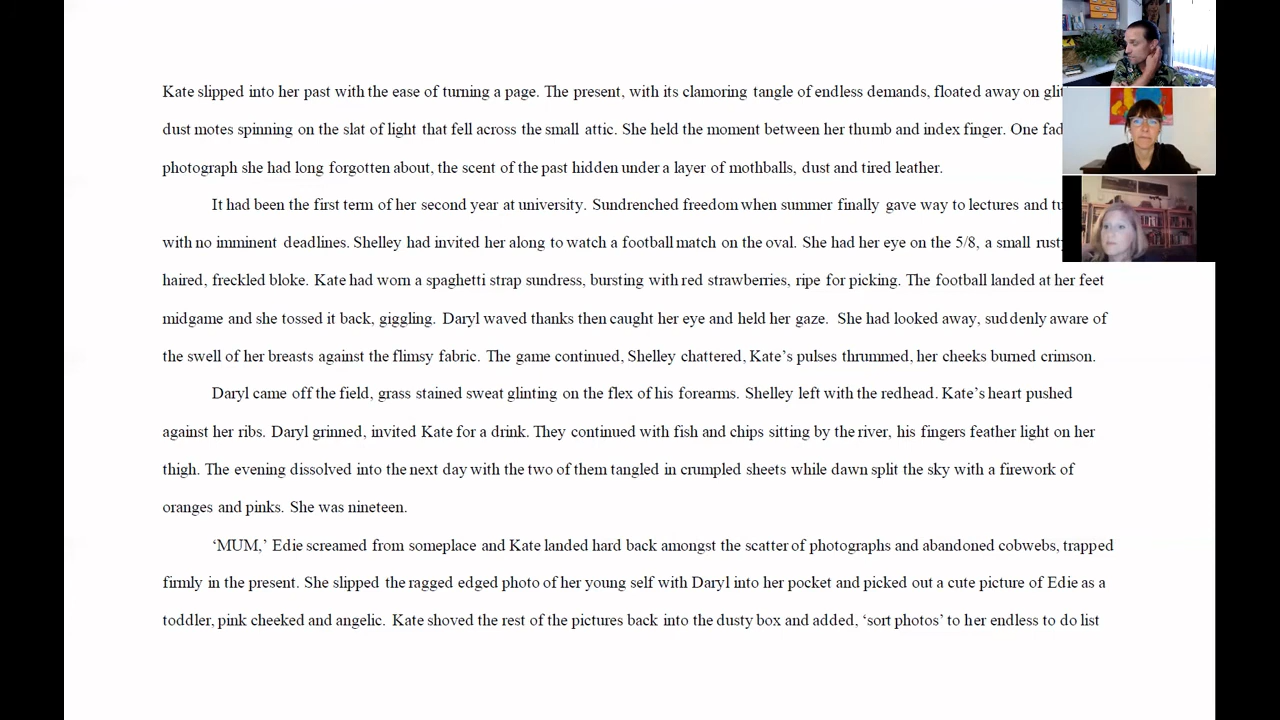 Kate slipped into her past with the ease of turning a page. The present, with its clamoring tangle of endless demands, floated away on
dust motes spinning on the slat of light that fell across the small attic. She held the moment between her thumb and index finger. One
photograph she had long forgotten about, the scent of the past hidden under a layer of mothballs, dust and tired leather.
It had been the first term of her second year at university. Sundrenched freedom when summer finally gave way to lectures and
with no imminent deadlines. Shelley had invited her along to watch a football match on the oval. She had her eye on the 5/8, a small
haired, freckled bloke. Kate had worn a spaghetti strap sundress, bursting with red strawberries, ripe for picking. The football landed at her feet
midgame and she tossed it back, giggling. Daryl waved thanks then caught her eye and held her gaze. She had looked away, suddenly aware of
the swell of her breasts against the flimsy fabric. The game continued, Shelley chattered, Kate's pulses thrummed, her cheeks burned crimson.
Daryl came off the field, grass stained sweat glinting on the flex of his forearms. Shelley left with the redhead. Kate's heart pushed
against her ribs. Daryl grinned, invited Kate for a drink. They continued with fish and chips sitting by the river, his fingers feather light on her
thigh. The evening dissolved into the next day with the two of them tangled in crumpled sheets while dawn split the sky with a firework of
oranges and pinks. She was nineteen.
‘MUM,’ Edie screamed from someplace and Kate landed hard back amongst the scatter of photographs and abandoned cobwebs, trapped
firmly in the present. She slipped the ragged edged photo of her young self with Daryl into her pocket and picked out a cute picture of Edie as a
toddler, pink cheeked and angelic. Kate shoved the rest of the pictures back into the dusty box and added, ‘sort photos’ to her endless to do list